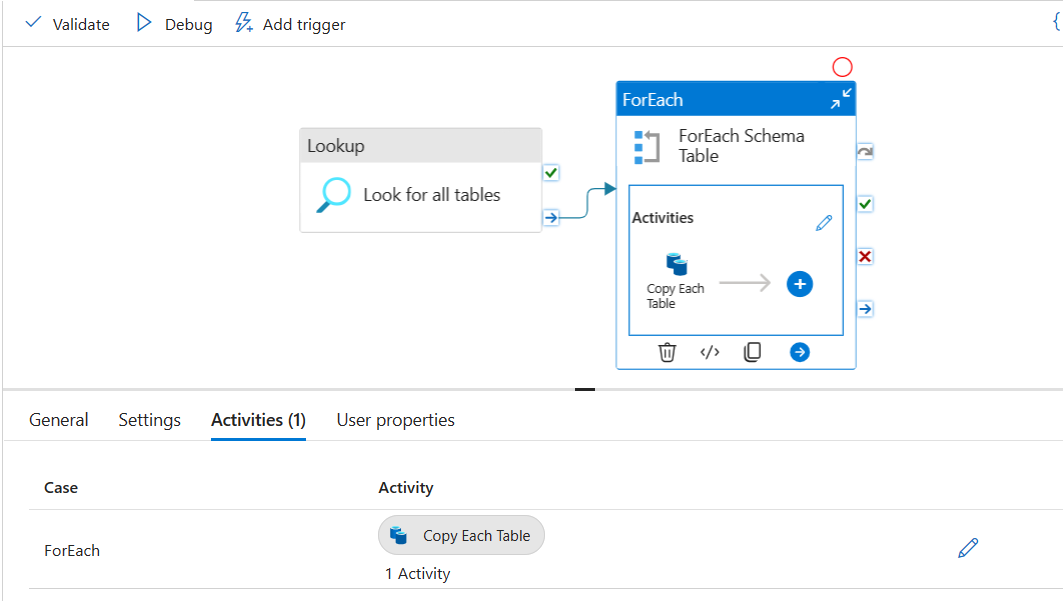 Validate
Debug
Add trigger
{
ForEach
Lookup
ForEach Schema
Table
Look for all tables
Activities
Copy Each
Table
General
Settings
Activities (1)
User properties
Case
Activity
Copy Each Table
ForEach
1 Activity